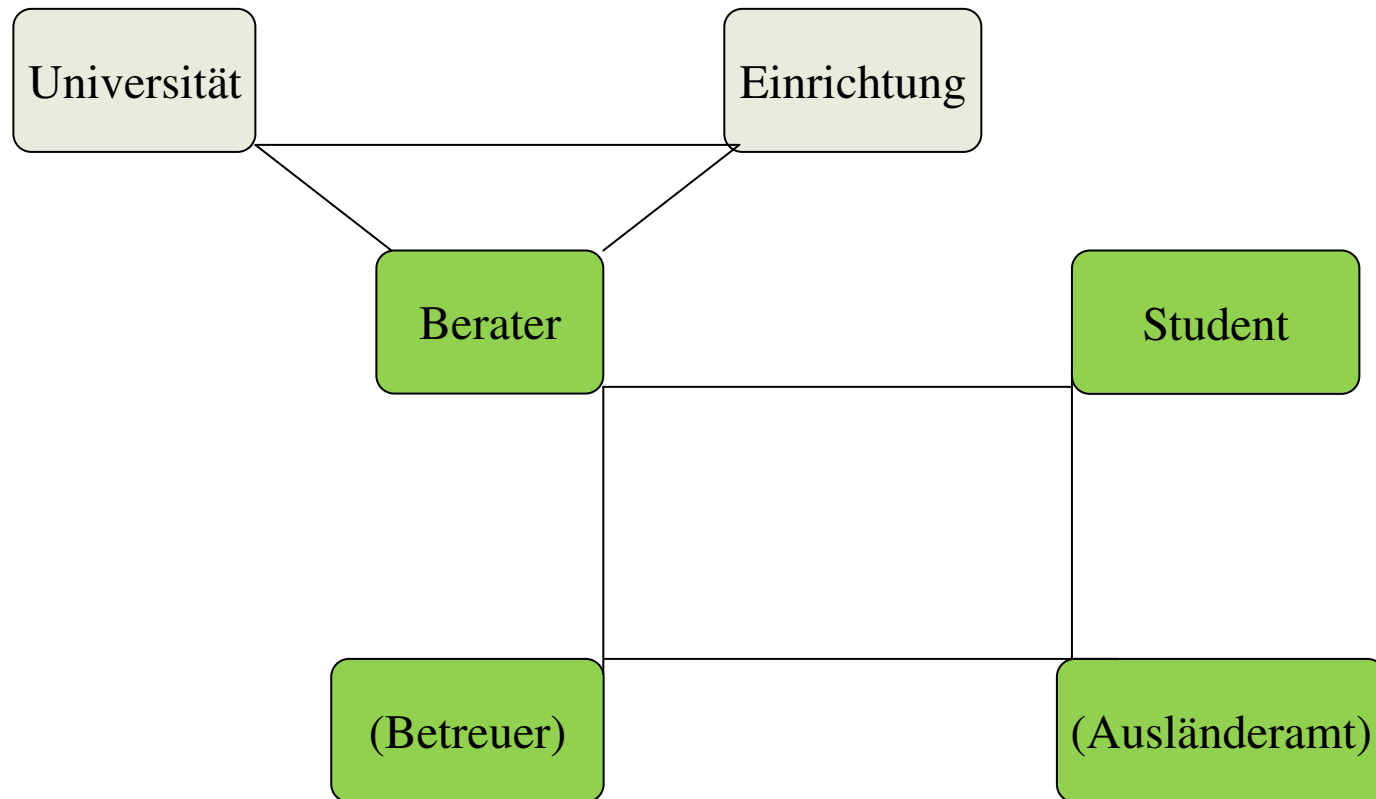 Universität
Einrichtung
Berater
Student
(Betreuer)
(Ausländeramt)